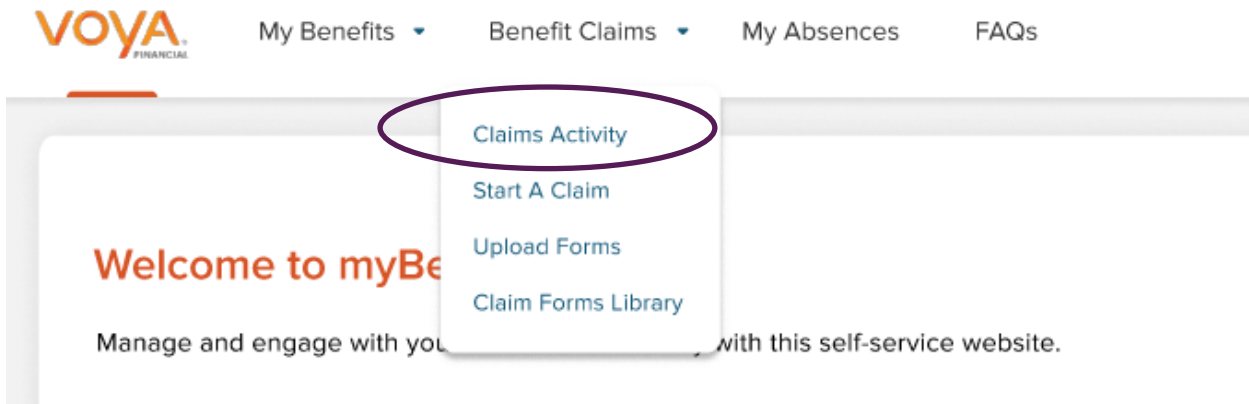 VOYA
FINANCIAL
My Benefits Benefit Claims My Absences FAQs
Claims Activity
Start A Claim
Upload Forms
Claim Forms Library
Welcome to myBe
Manage and engage with you with this self-service website.